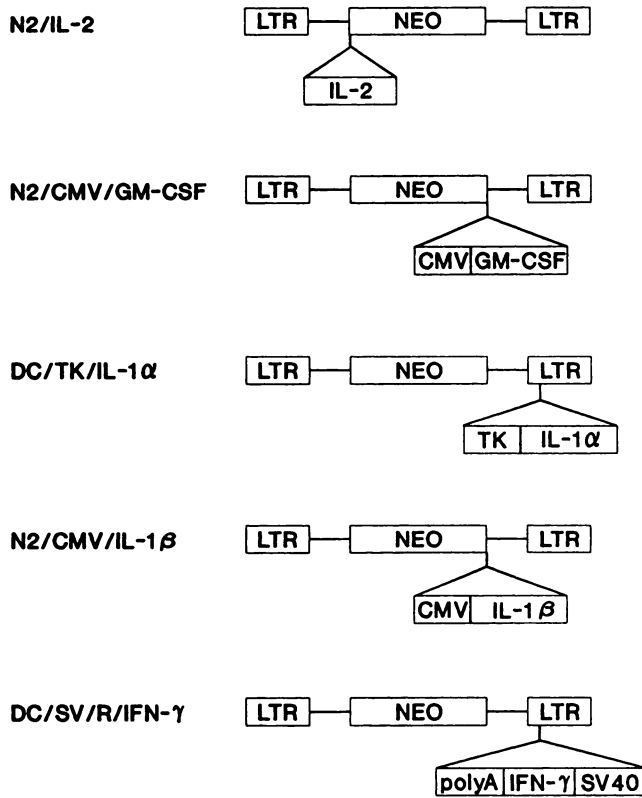 N2/IL-2 LTR NEO LTR
IL-2
N2/CMV/GM-CSF LTR NEO LTR
CMV GM-CSF
DC/TK/IL-1α LTR NEO LTR
TK IL-1α
N2/CMV/IL-1β LTR NEO LTR
CMV IL-1β
DC/SV/R/IFN-γ LTR NEO LTR
polyA IFN-γ SV40